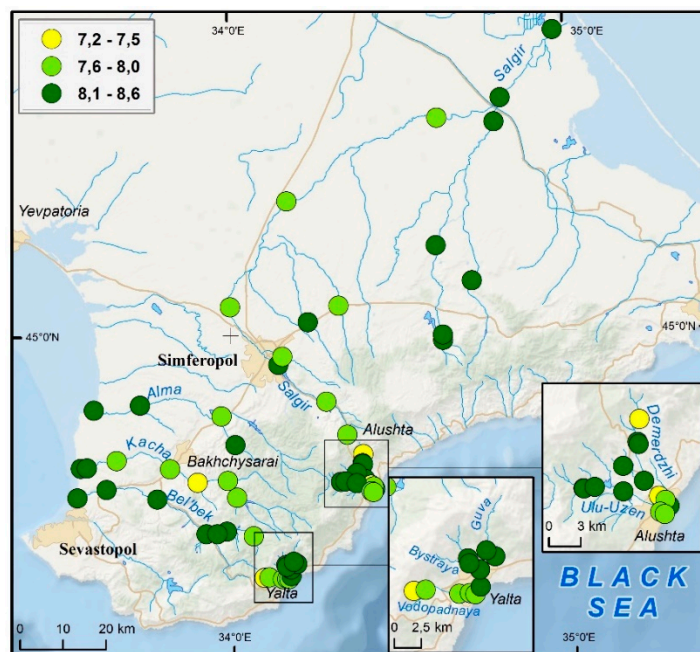 34°0'E
35°0'E
7,2 - 7,5
7,6 - 8,0
8,1 - 8,6
Salgir
Yevpatoria
45°0'N
45°0'N
Simferopol
Salgir
Alma
Alushta
Kacha
Bakhchysarai
Bel'bek
Sevastopol
Yalta
Demerdzhi
Ulu-Uzen
Alushta
0 3 km
Guva
Bystraya
Vodopadnaya
Yalta
0 2,5 km
BLACK
SEA
0 10 20 km
34°0'E
35°0'E